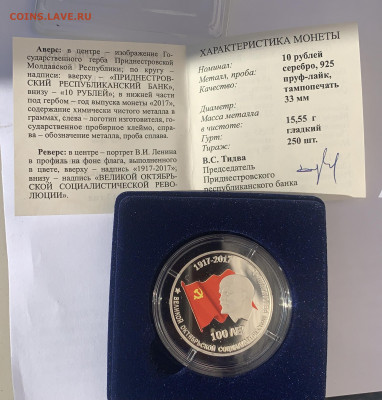 COINS.LAVE.RU
Аверс: в центре – изображение Го-
сударственного герба Приднестровской
Молдавской Республики; по кругу –
надписи: вверху – «ПРИДНЕСТРОВ-
СКИЙ РЕСПУБЛИКАНСКИЙ БАНК»,
внизу – «10 РУБЛЕЙ»; в нижней части
под гербом – год выпуска монеты «2017»,
содержание химически чистого металла в
граммах, слева – логотип изготовителя, го-
сударственное пробирное клеймо, спра-
ва – обозначение металла, проба сплава.
Реверс: в центре – портрет В.И. Ленина
в профиль на фоне флага, выполненного
в цвете, вверху – надпись «1917-2017»,
внизу – надпись «ВЕЛИКОЙ ОКТЯБРЬ-
СКОЙ СОЦИАЛИСТИЧЕСКОЙ РЕВО-
ЛЮЦИИ».
ХАРАКТЕРИСТИКА МОНЕТЫ
Номинал: 10 рублей
Металл, проба: серебро, 925
Качество: пруф-лайк,
тампопечать
Диаметр: 33 мм
Масса металла
в чистоте: 15,55 г
Гурт: гладкий
Тираж: 250 шт.
В.С. Тидва
Председатель
Приднестровского
республиканского банка
1917-2017
100 ЛЕТ
ВЕЛИКОЙ ОКТЯБРЬСКОЙ СОЦИАЛИСТИЧЕСКОЙ